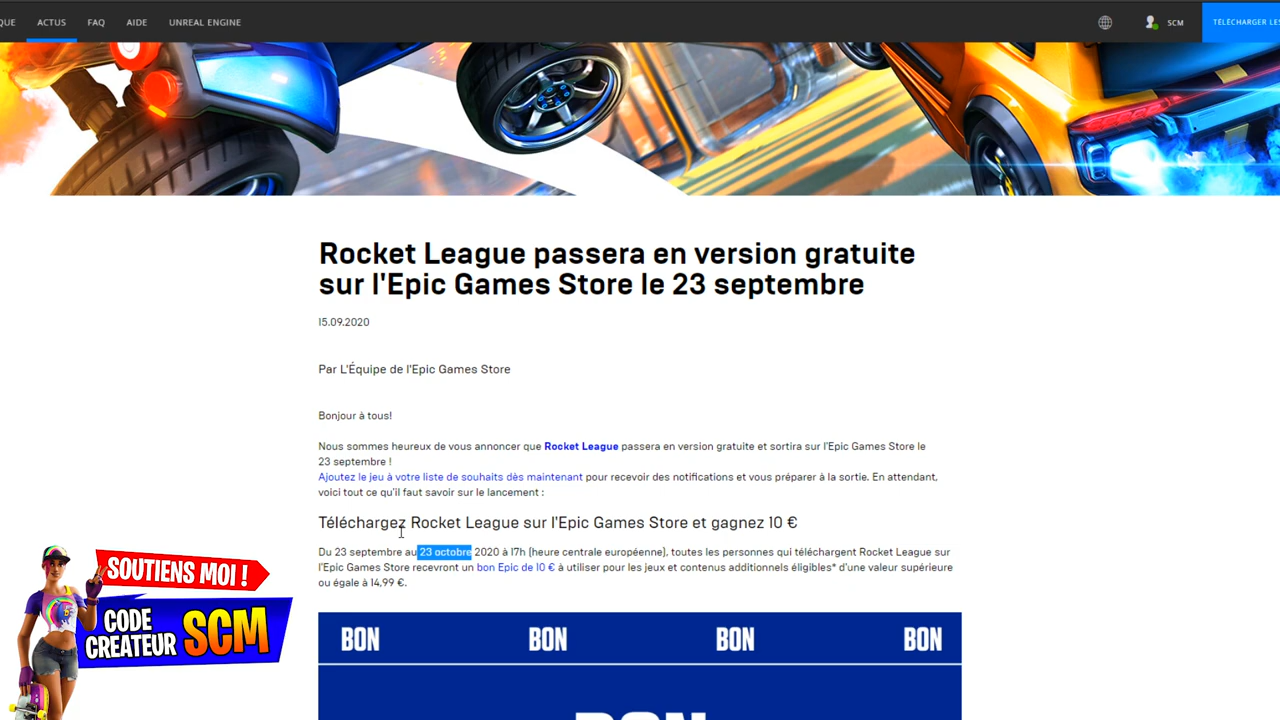 QUE ACTUS FAQ AIDE UNREAL ENGINE SCM TÉLÉCHARGER LES
Rocket League passera en version gratuite
sur l'Epic Games Store le 23 septembre
15.09.2020
Par L'Équipe de l'Epic Games Store
Bonjour à tous!
Nous sommes heureux de vous annoncer que Rocket League passera en version gratuite et sortira sur l'Epic Games Store le
23 septembre !
Ajoutez le jeu à votre liste de souhaits dès maintenant pour recevoir des notifications et vous préparer à la sortie. En attendant,
voici tout ce qu'il faut savoir sur le lancement :
Téléchargez Rocket League sur l'Epic Games Store et gagnez 10 €
Du 23 septembre au 23 octobre 2020 à 17h (heure centrale européenne), toutes les personnes qui téléchargent Rocket League sur
l'Epic Games Store recevront un bon Epic de 10 € à utiliser pour les jeux et contenus additionnels éligibles* d'une valeur supérieure
ou égale à 14,99 €.
SOUTIENS MOI !
CODE
CREATEUR SCM
BON BON BON BON
BON